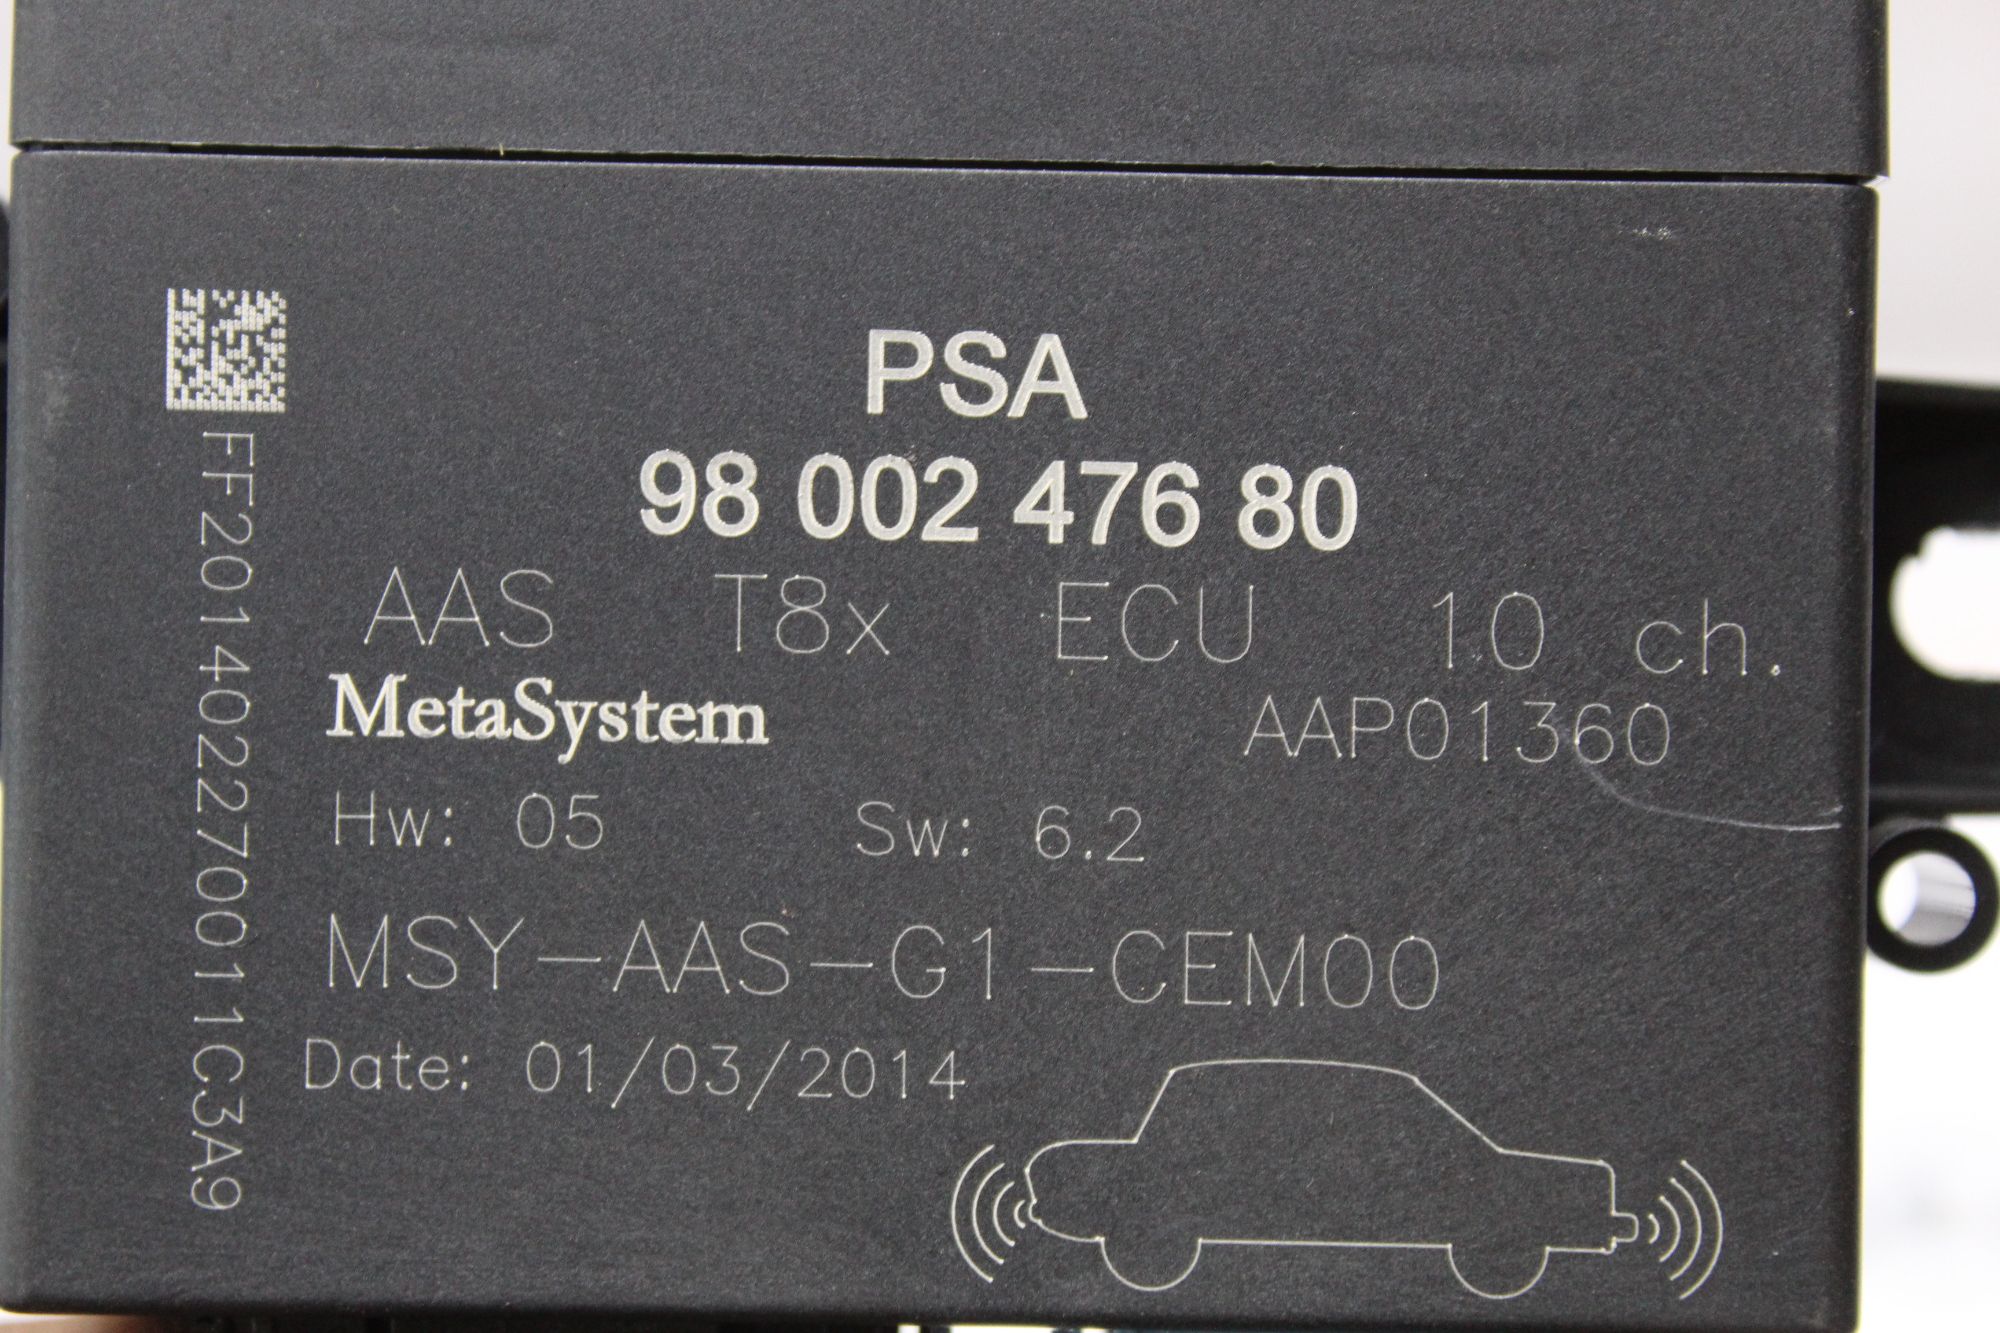 PSA
98 002 476 80
AAS T8x ECU 10 ch.
MetaSystem AAP01360
Hw: 05 Sw: 6.2
MSY-AAS-G1-CEM00
Date: 01/03/2014
FF201402270011C3A9